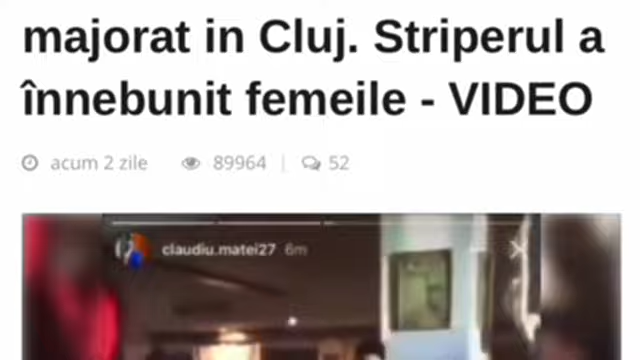 majorat in Cluj. Striperul a
înnebunit femeile - VIDEO
acum 2 zile 89964 | 52
claudiu.matei27 6m